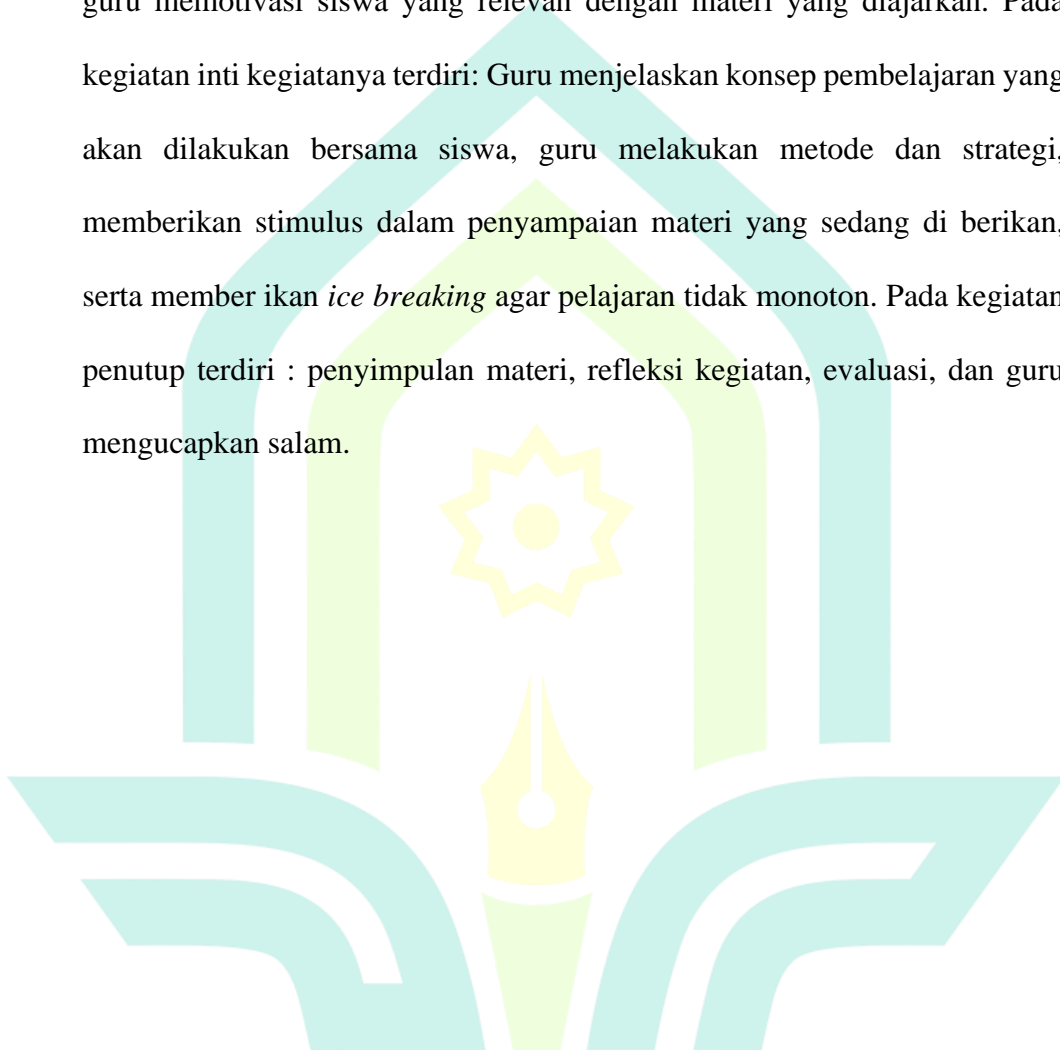 guru memotivasi siswa yang relevan dengan materi yang diajarkan. Pada
kegiatan inti kegiatanya terdiri: Guru menjelaskan konsep pembelajaran yang
akan dilakukan bersama siswa, guru melakukan metode dan strategi,
memberikan stimulus dalam penyampaian materi yang sedang di berikan,
serta member ikan ice breaking agar pelajaran tidak monoton. Pada kegiatan
penutup terdiri : penyimpulan materi, refleksi kegiatan, evaluasi, dan guru
mengucapkan salam.